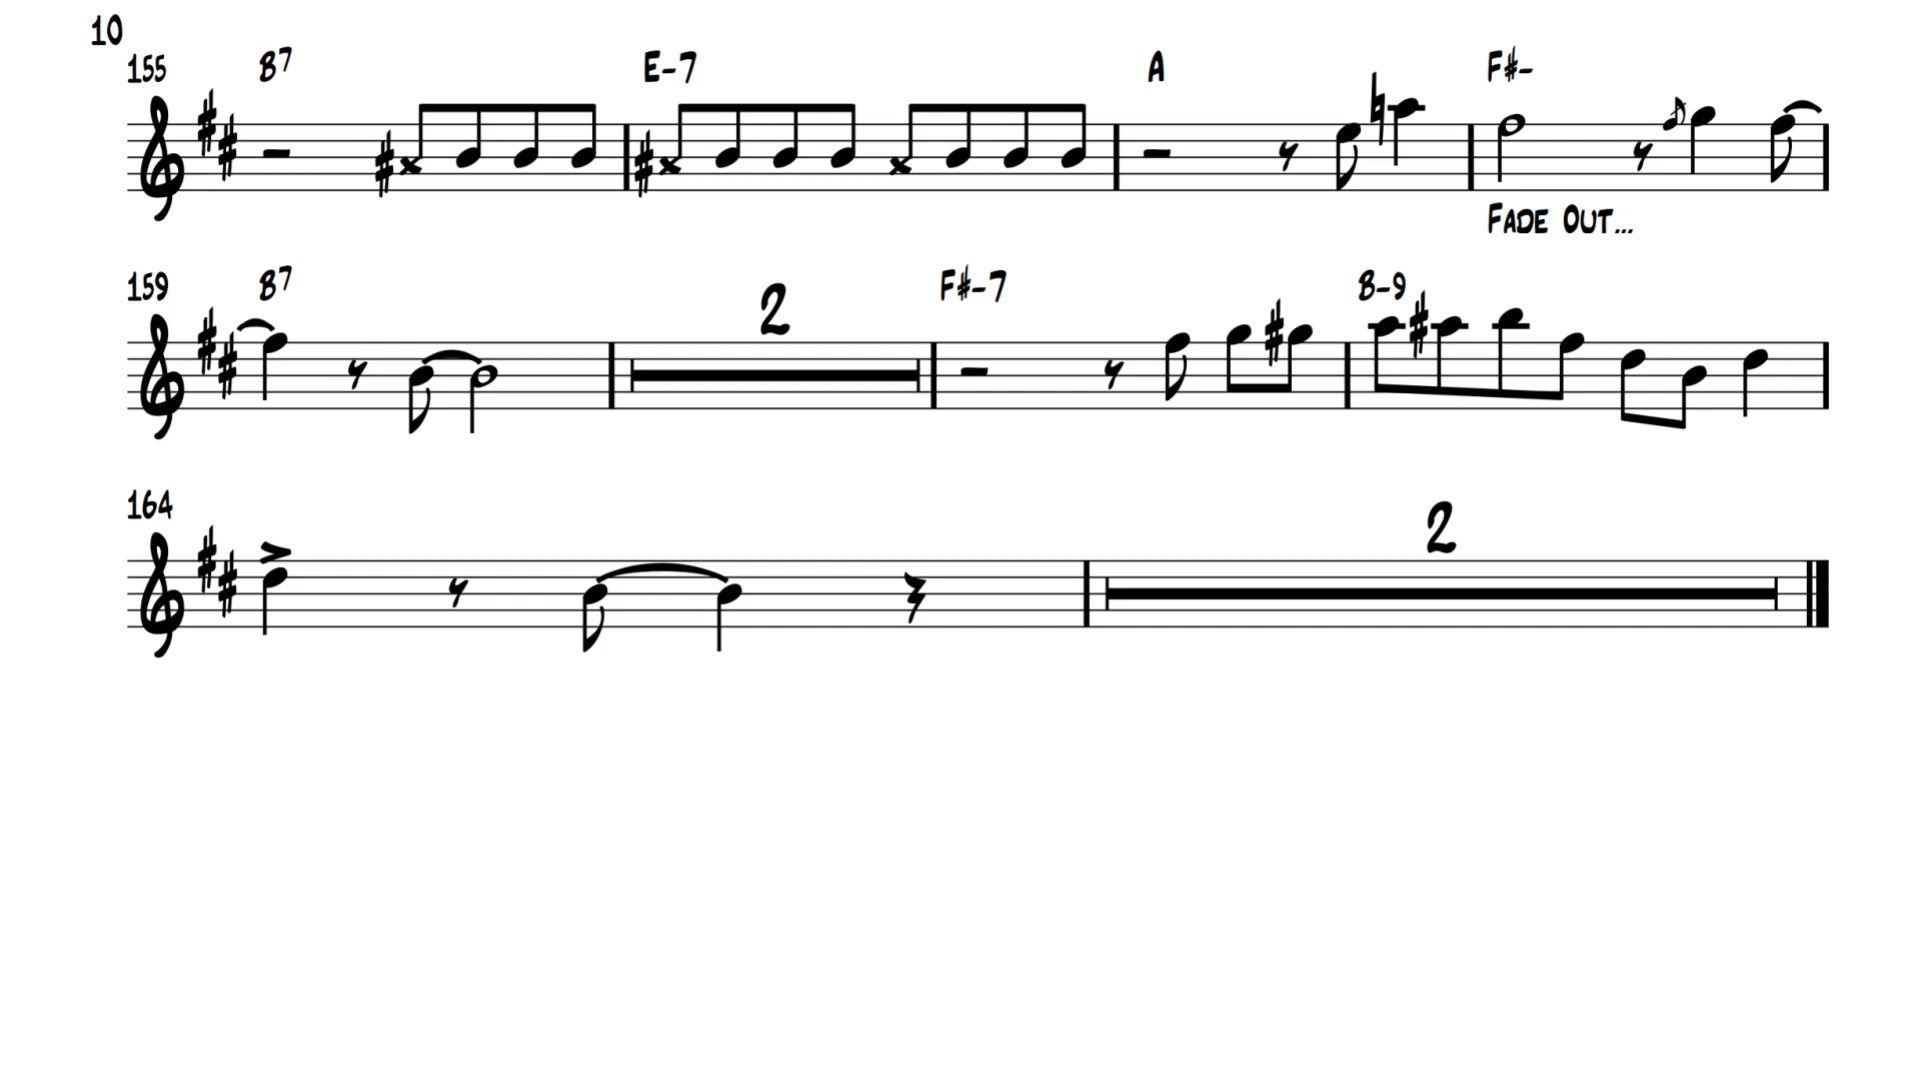 10
155 B7 E-7 A F#-
FADE OUT...
159 B7 2 F#-7 B-9
164 2